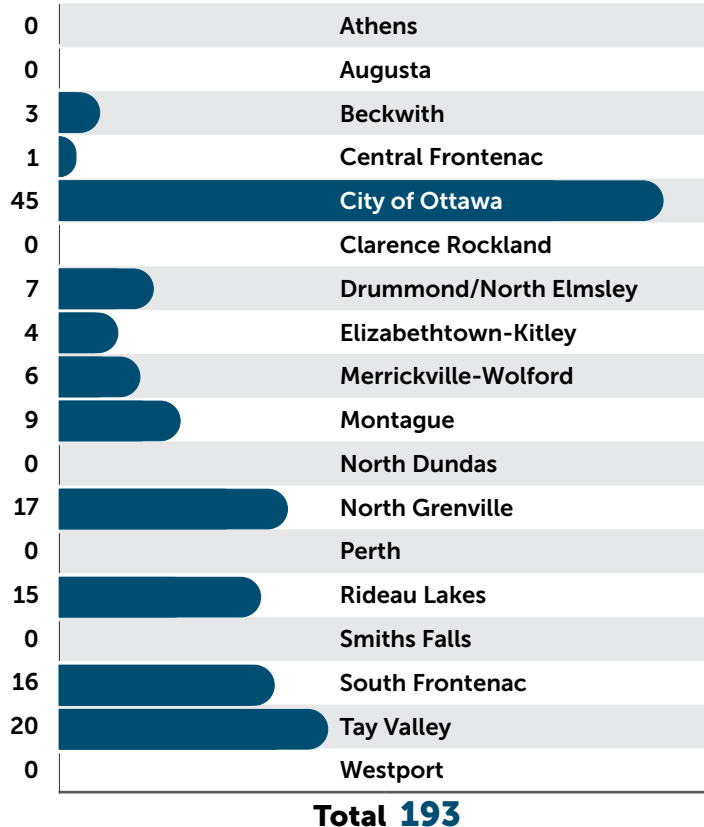 0 Athens
0 Augusta
3 Beckwith
1 Central Frontenac
45 City of Ottawa
0 Clarence Rockland
7 Drummond/North Elmsley
4 Elizabethtown-Kitley
6 Merrickville-Wolford
9 Montague
0 North Dundas
17 North Grenville
0 Perth
15 Rideau Lakes
0 Smiths Falls
16 South Frontenac
20 Tay Valley
0 Westport
Total 193